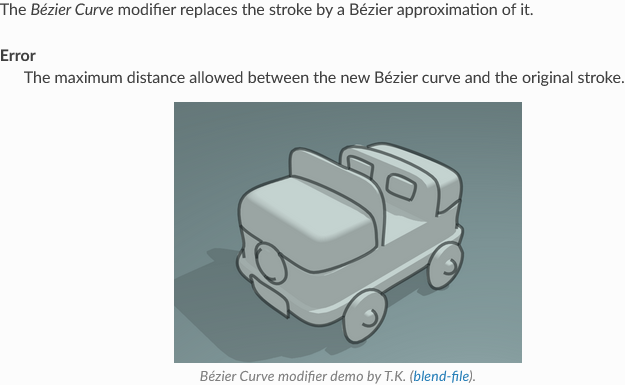 The Bézier Curve modifier replaces the stroke by a Bézier approximation of it.
Error
The maximum distance allowed between the new Bézier curve and the original stroke.
Bézier Curve modifier demo by T.K. (blend-file).